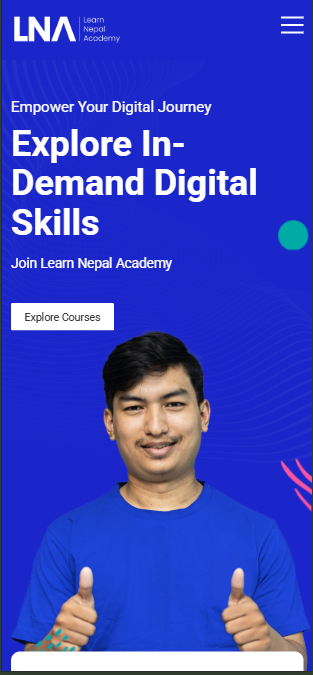 LNA
Learn
Nepal
Academy
Empower Your Digital Journey
Explore In-
Demand Digital
Skills
Join Learn Nepal Academy
Explore Courses